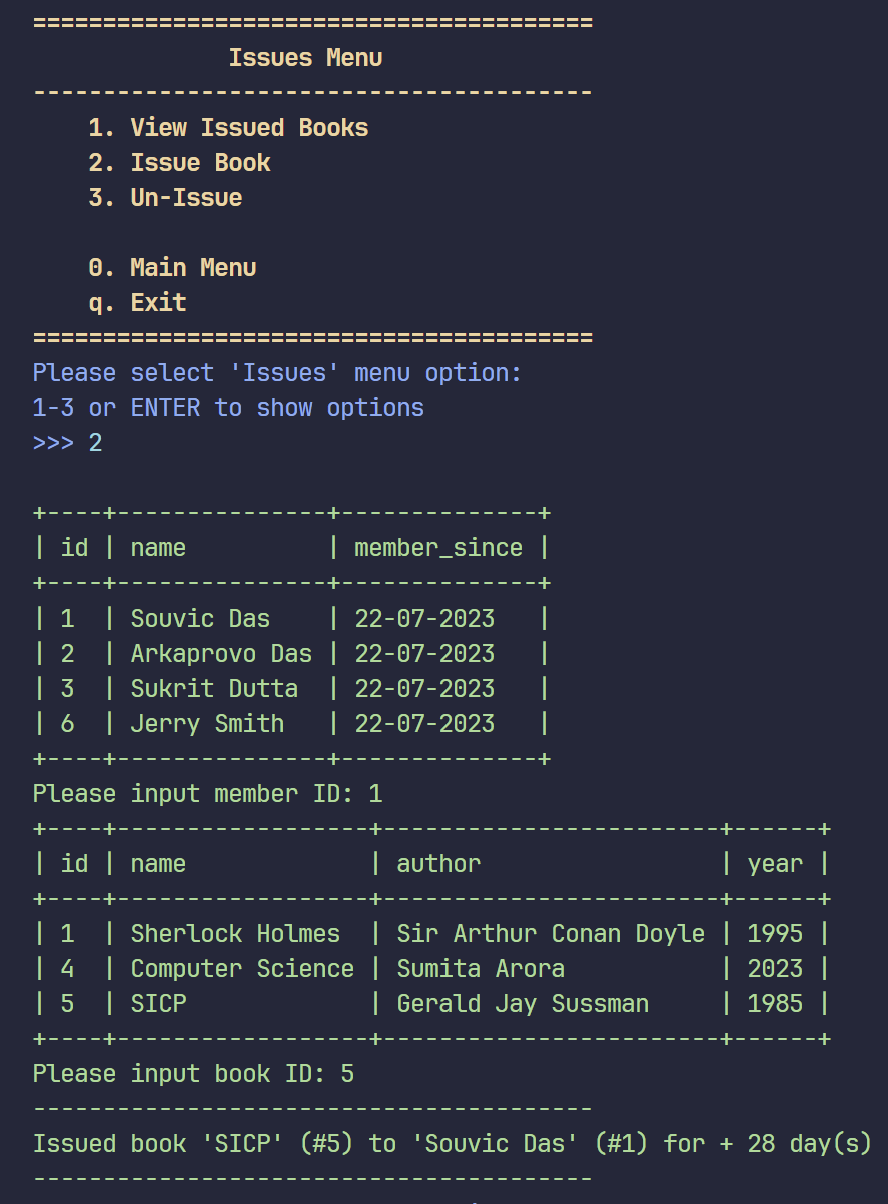 ========================================
              Issues Menu
----------------------------------------
    1. View Issued Books
    2. Issue Book
    3. Un-Issue

    0. Main Menu
    q. Exit
========================================
Please select 'Issues' menu option:
1-3 or ENTER to show options
>>> 2

+----+---------------+--------------+
| id | name          | member_since |
+----+---------------+--------------+
| 1  | Souvic Das    | 22-07-2023   |
| 2  | Arkaprovo Das | 22-07-2023   |
| 3  | Sukrit Dutta  | 22-07-2023   |
| 6  | Jerry Smith   | 22-07-2023   |
+----+---------------+--------------+
Please input member ID: 1
+----+------------------+------------------------+------+
| id | name             | author                 | year |
+----+------------------+------------------------+------+
| 1  | Sherlock Holmes  | Sir Arthur Conan Doyle | 1995 |
| 4  | Computer Science | Sumita Arora           | 2023 |
| 5  | SICP             | Gerald Jay Sussman     | 1985 |
+----+------------------+------------------------+------+
Please input book ID: 5
----------------------------------------
Issued book 'SICP' (#5) to 'Souvic Das' (#1) for + 28 day(s)
----------------------------------------